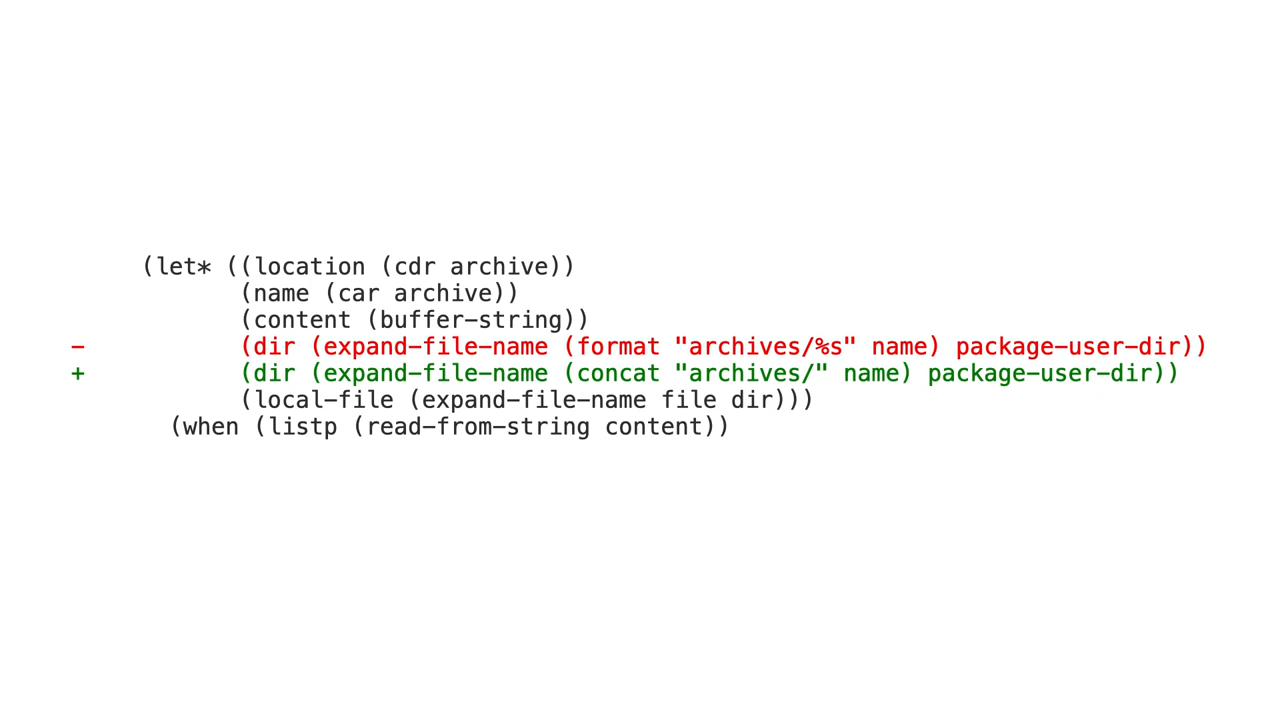 (let* ((location (cdr archive))
(name (car archive))
(content (buffer-string))
- (dir (expand-file-name (format "archives/%s" name) package-user-dir))
+ (dir (expand-file-name (concat "archives/" name) package-user-dir))
(local-file (expand-file-name file dir)))
(when (listp (read-from-string content))